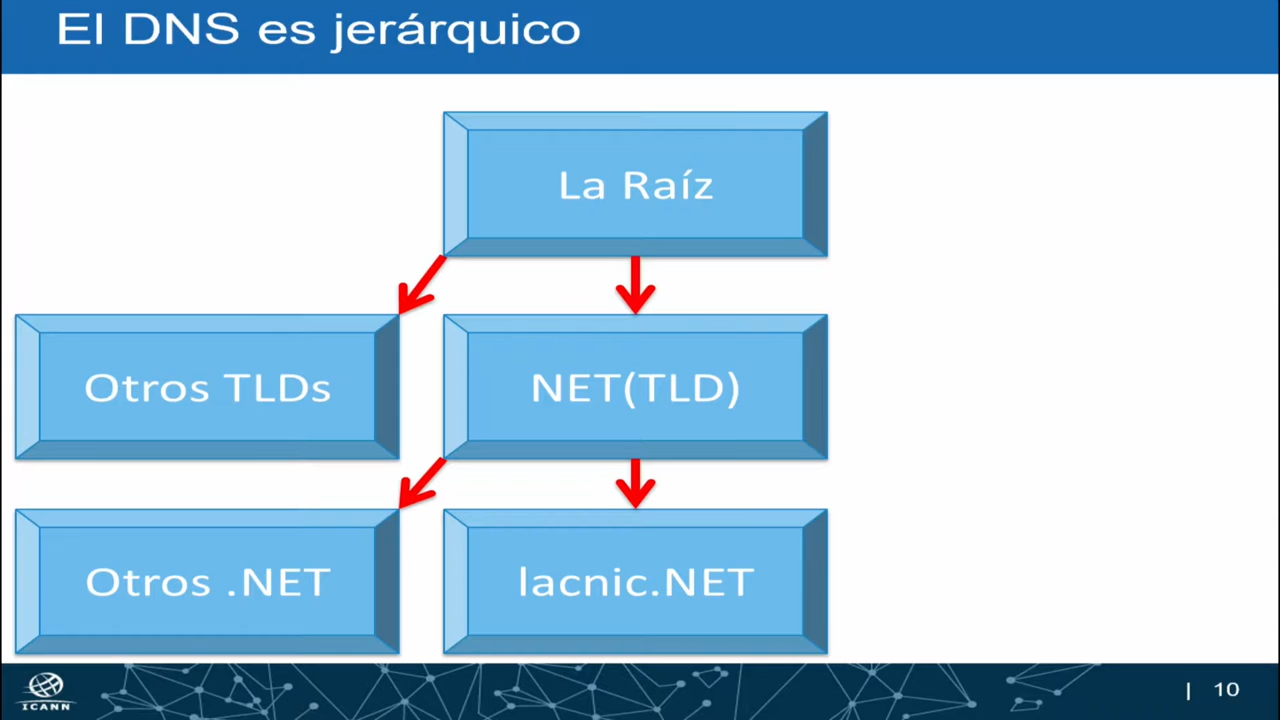 El DNS es jerárquico
La Raíz
Otros TLDs
NET(TLD)
Otros .NET
lacnic.NET
ICANN
| 10